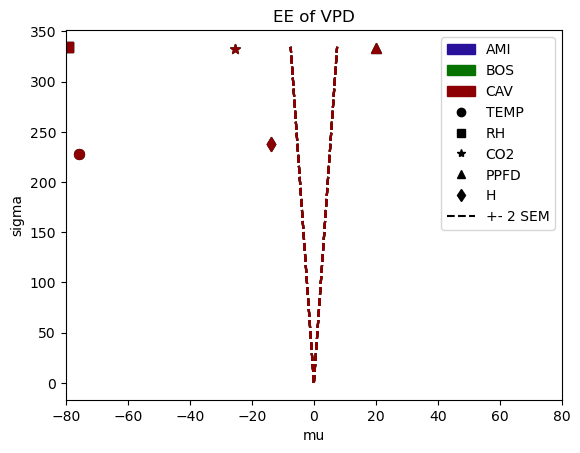 EE of VPD
350
300
250
200
150
100
50
0
sigma
−80
−60
−40
−20
0
20
40
60
80
mu
AMI
BOS
CAV
TEMP
RH
CO2
PPFD
H
+- 2 SEM